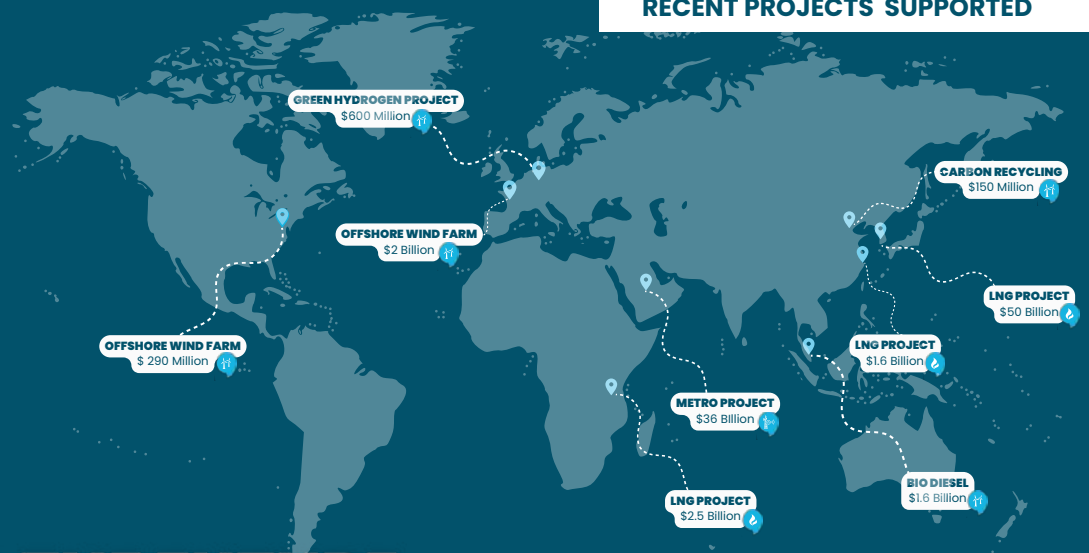 RECENT PROJECTS SUPPORTED
GREEN HYDROGEN PROJECT
$600 Million
CARBON RECYCLING
$150 Million
OFFSHORE WIND FARM
$2 Billion
LNG PROJECT
$50 Billion
OFFSHORE WIND FARM
$ 290 Million
LNG PROJECT
$1.6 Billion
METRO PROJECT
$36 BIllion
BIO DIESEL
$1.6 Billion
LNG PROJECT
$2.5 Billion